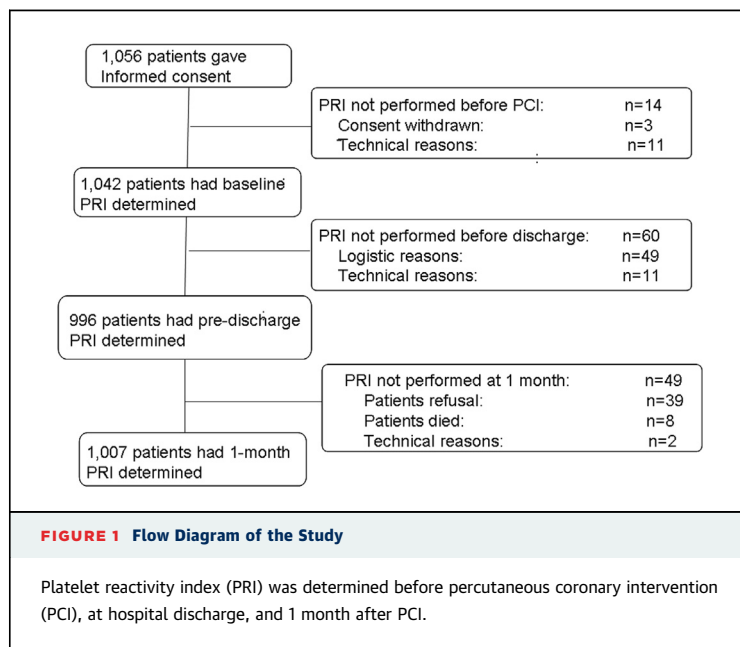 1,056 patients gave
Informed consent
PRI not performed before PCI: n=14
Consent withdrawn: n=3
Technical reasons: n=11
:
1,042 patients had baseline
PRI determined
PRI not performed before discharge: n=60
Logistic reasons: n=49
Technical reasons: n=11
996 patients had pre-discharge
PRI determined
PRI not performed at 1 month: n=49
Patients refusal: n=39
Patients died: n=8
Technical reasons: n=2
1,007 patients had 1-month
PRI determined
FIGURE 1 Flow Diagram of the Study
Platelet reactivity index (PRI) was determined before percutaneous coronary intervention
(PCI), at hospital discharge, and 1 month after PCI.